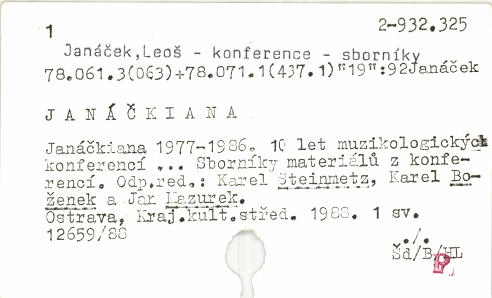 1 2-932.325
Janáček,Leoš - konference - sborníky
78.061.3(063)+78.071.1(437.1)"19":92Janáček
JANÁČKIANA
Janáčkiana 1977-1986. 10 let muzikologických
konferencí ... Sborníky materiálů z konfe-
rencí. Odp.red.: Karel Steinmetz, Karel Bo-
ženek a Jan Mazurek.
Ostrava, Kraj.kult.střed. 1988. 1 sv.
12659/88
./.
Šd/B/HL